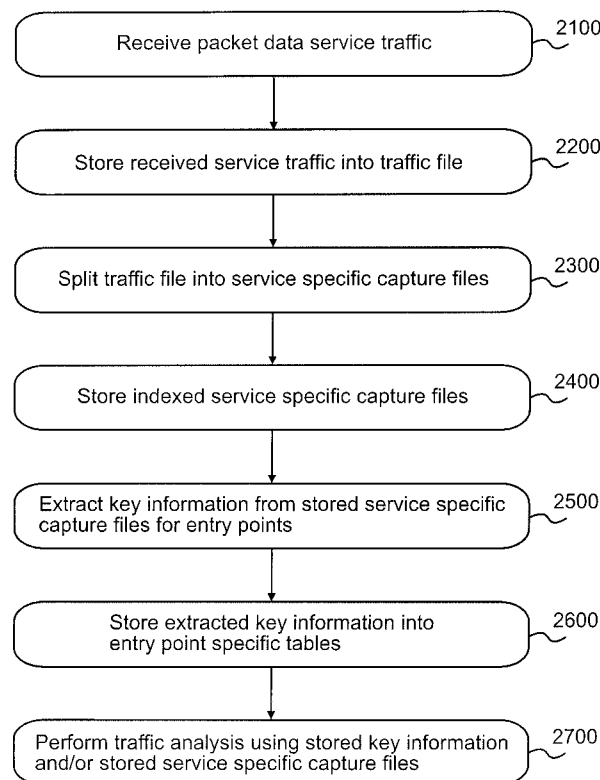 Receive packet data service traffic
2100
Store received service traffic into traffic file
2200
Split traffic file into service specific capture files
2300
Store indexed service specific capture files
2400
Extract key information from stored service specific
capture files for entry points
2500
Store extracted key information into
entry point specific tables
2600
Perform traffic analysis using stored key information
and/or stored service specific capture files
2700